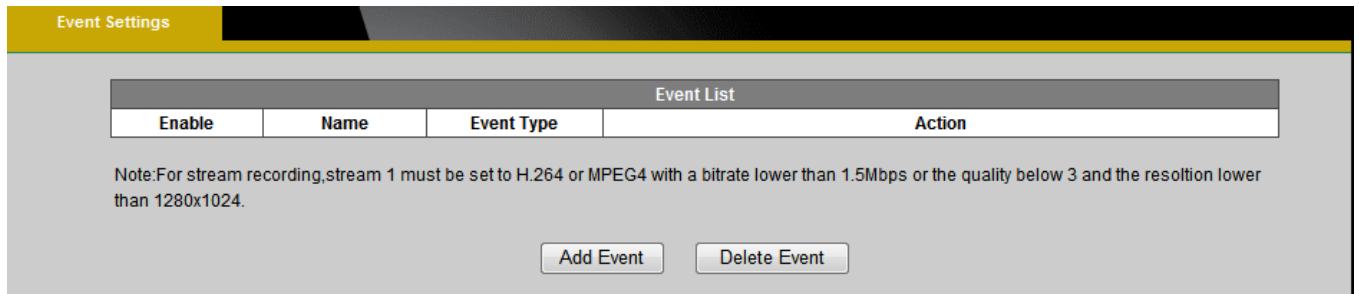 Event Settings
Event List
Enable Name Event Type Action
Note:For stream recording,stream 1 must be set to H.264 or MPEG4 with a bitrate lower than 1.5Mbps or the quality below 3 and the resoltion lower
than 1280x1024.
Add Event Delete Event